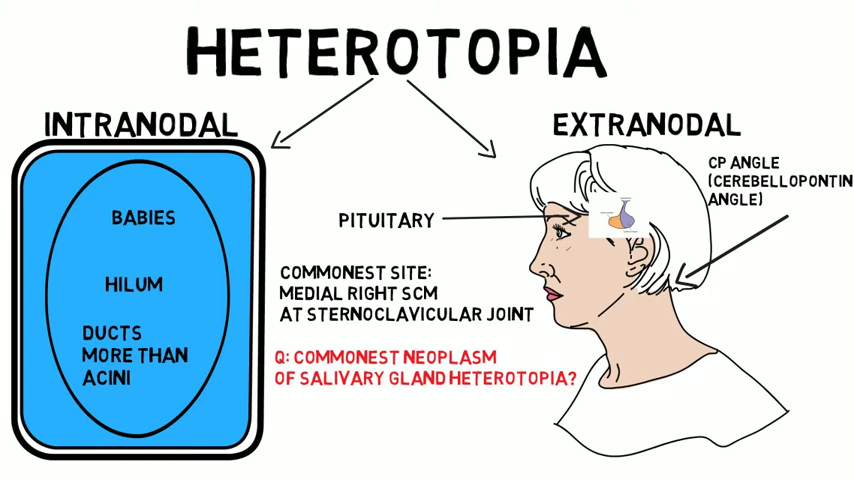 HETEROTOPIA
INTRANODAL
BABIES
HILUM
DUCTS
MORE THAN
ACINI
EXTRANODAL
CP ANGLE
(CEREBELLOPONTIN
ANGLE)
PITUITARY
COMMONEST SITE:
MEDIAL RIGHT SCM
AT STERNOCLAVICULAR JOINT
Q: COMMONEST NEOPLASM
OF SALIVARY GLAND HETEROTOPIA?